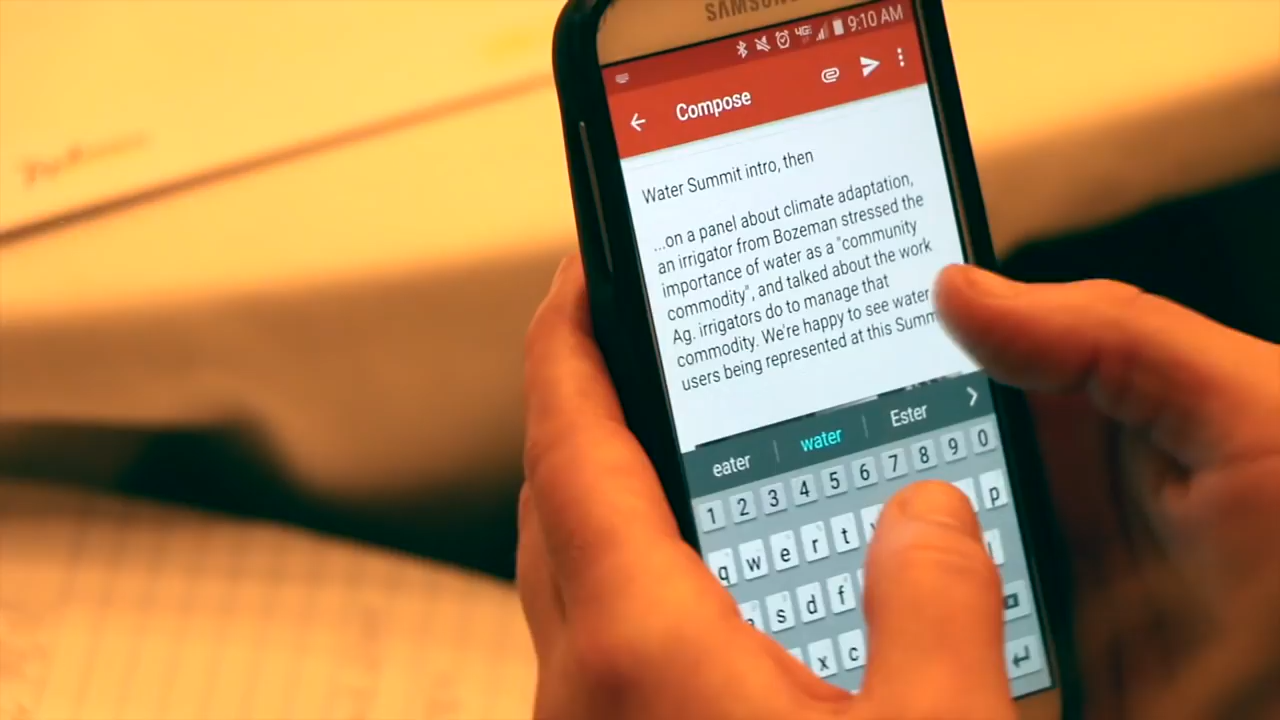 SAMSUNG
4G 9:10 AM
Compose
Water Summit intro, then
...on a panel about climate adaptation,
an irrigator from Bozeman stressed the
importance of water as a "community
commodity", and talked about the work
Ag. irrigators do to manage that
commodity. We're happy to see water
users being represented at this Summ
eater water Ester
1 2 3 4 5 6 7 8 9 0
q w e r t p
s d f
x c